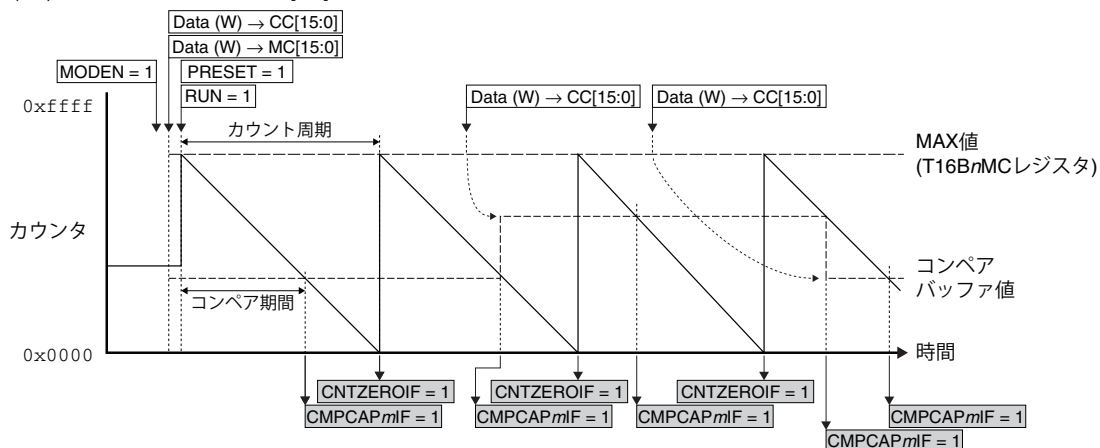 Data (W) → CC[15:0]
Data (W) → MC[15:0]
MODEN = 1
PRESET = 1
RUN = 1
Data (W) → CC[15:0]
Data (W) → CC[15:0]
0xffff
カウント周期
MAX値
(T16BnMCレジスタ)
カウンタ
コンペア
バッファ値
コンペア期間
0x0000
時間
CNTZEROIF = 1
CNTZEROIF = 1
CNTZEROIF = 1
CMPCAPmIF = 1
CMPCAPmIF = 1
CMPCAPmIF = 1
CMPCAPmIF = 1
CMPCAPmIF = 1